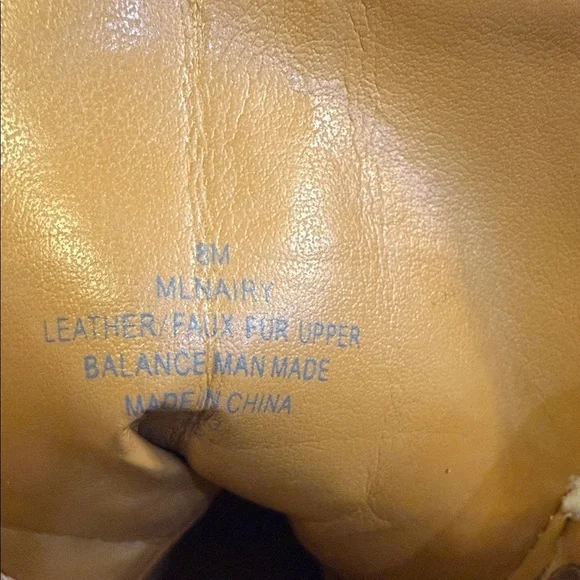 8M
MLNAIRY
LEATHER/FAUX FUR UPPER
BALANCE MAN MADE
MADE IN CHINA